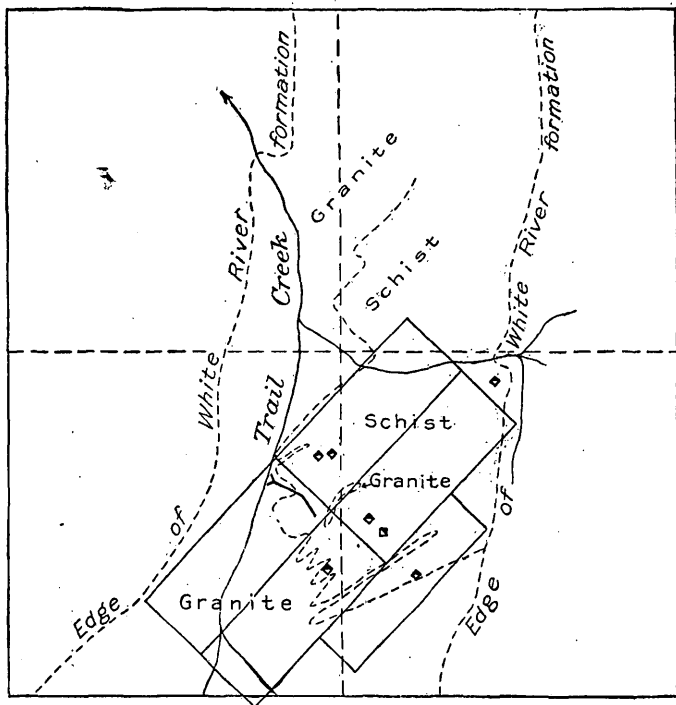 Edge of White River formation
Trail Creek
Granite
Schist
Edge of White River formation
Schist
Granite
Granite